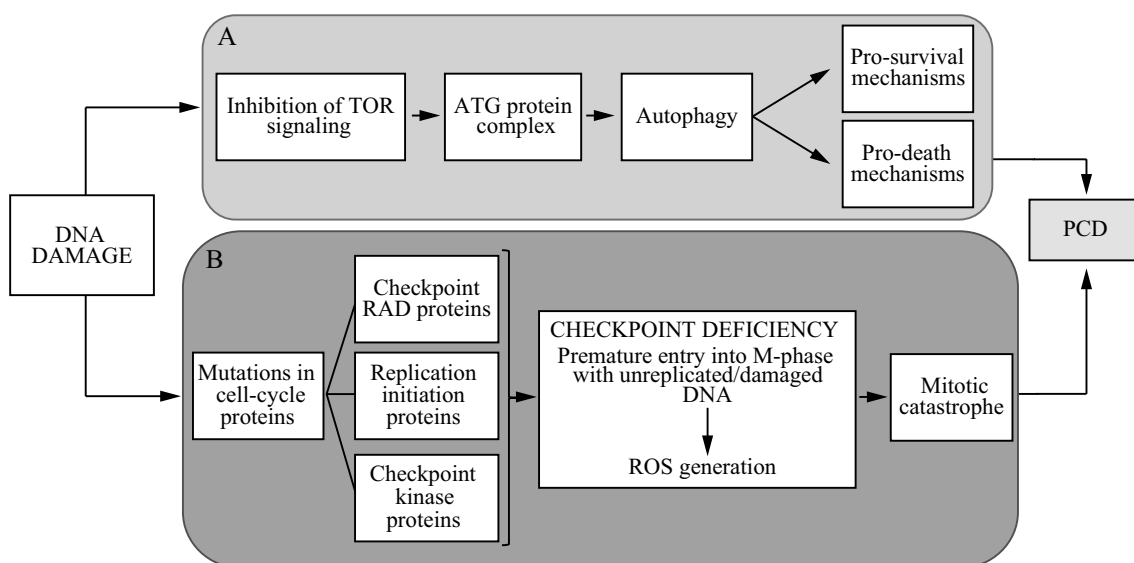 A
Inhibition of TOR
signaling
ATG protein
complex
Autophagy
Pro-survival
mechanisms
Pro-death
mechanisms
DNA
DAMAGE
PCD
B
Mutations in
cell-cycle
proteins
Checkpoint
RAD proteins
Replication
initiation
proteins
Checkpoint
kinase
proteins
CHECKPOINT DEFICIENCY
Premature entry into M-phase
with unreplicated/damaged
DNA
ROS generation
Mitotic
catastrophe